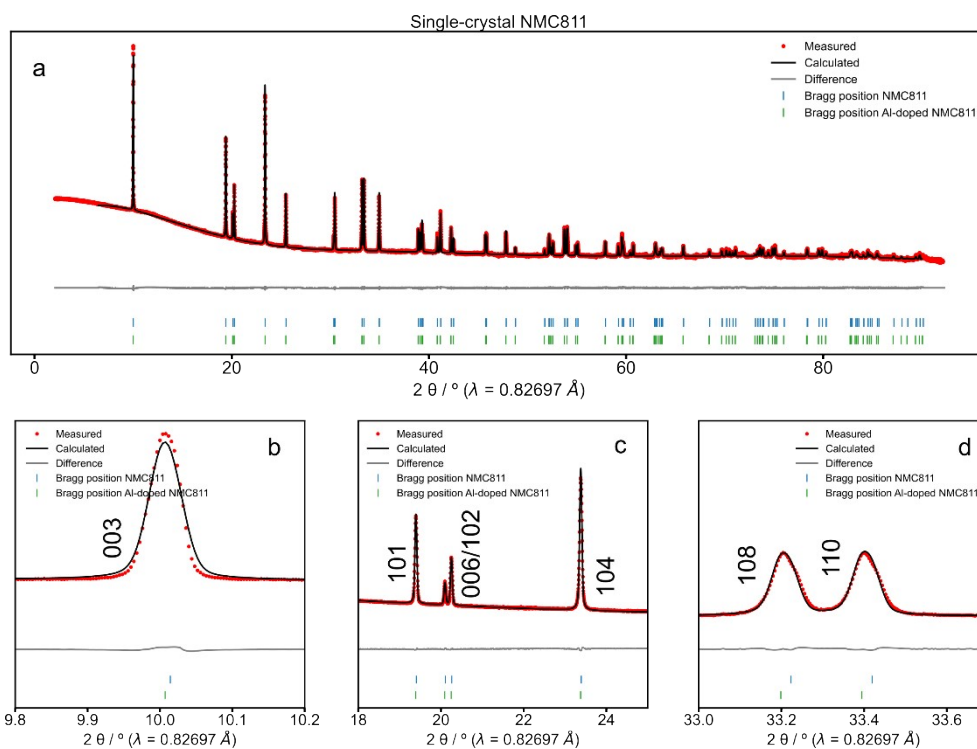 Single-crystal NMC811
a
Measured
Calculated
Difference
Bragg position NMC811
Bragg position Al-doped NMC811
0 20 40 60 80
2 θ / º (λ = 0.82697 Å)
b
Measured
Calculated
Difference
Bragg position NMC811
Bragg position Al-doped NMC811
003
9.8 9.9 10.0 10.1 10.2
2 θ / º (λ = 0.82697 Å)
c
Measured
Calculated
Difference
Bragg position NMC811
Bragg position Al-doped NMC811
101
006/102
104
18 20 22 24
2 θ / º (λ = 0.82697 Å)
d
Measured
Calculated
Difference
Bragg position NMC811
Bragg position Al-doped NMC811
108
110
33.0 33.2 33.4 33.6
2 θ / º (λ = 0.82697 Å)